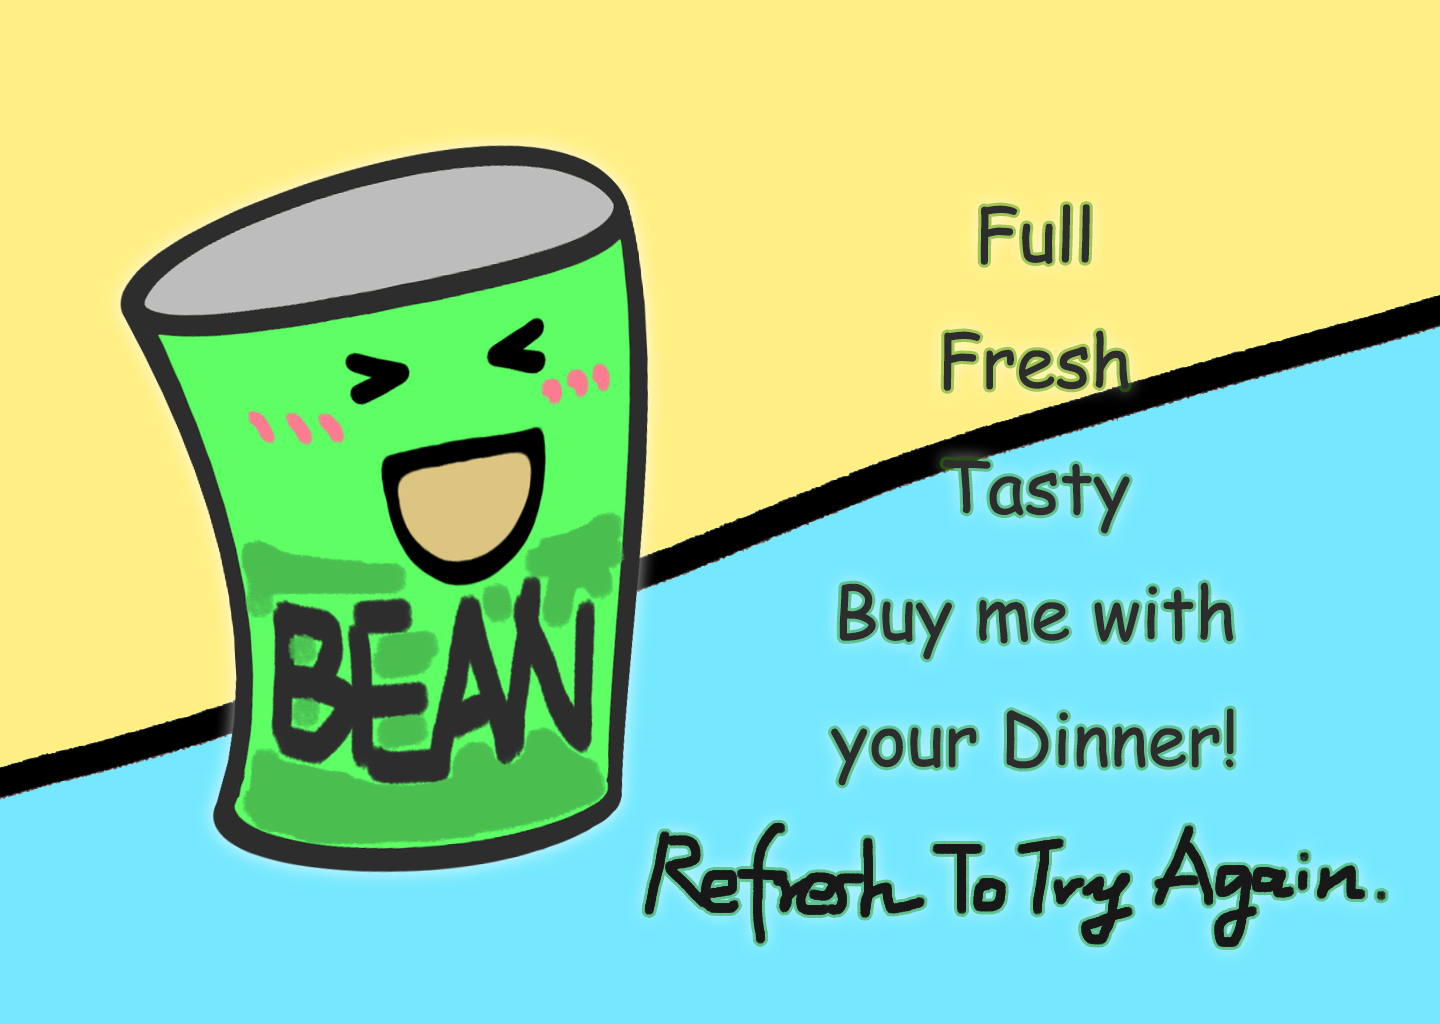 BEAN
Full
Fresh
Tasty
Buy me with
your Dinner!
Refresh To Try Again.